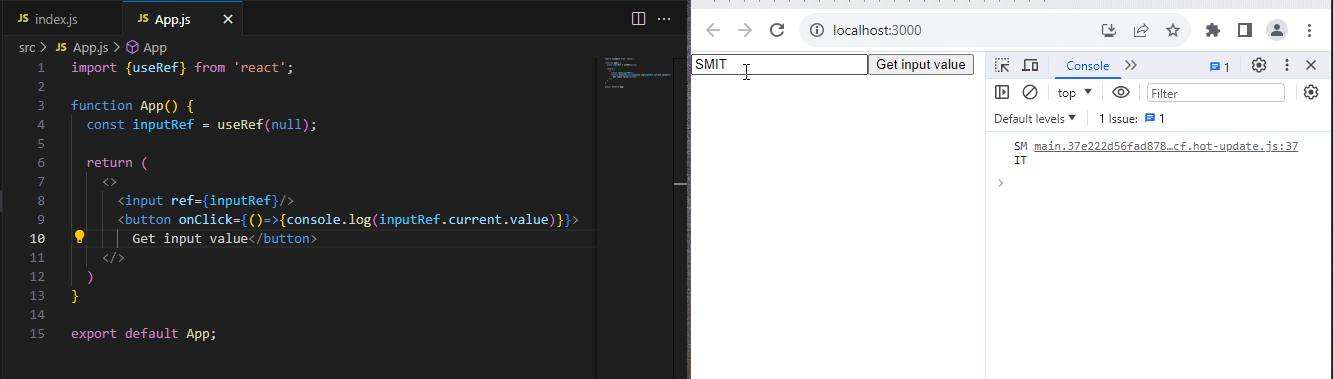 JS index.js
JS App.js
src > JS App.js > App
1 import {useRef} from 'react';
2
3 function App() {
4 const inputRef = useRef(null);
5
6 return (
7 <>
8 <input ref={inputRef}/>
9 <button onClick={()=>{console.log(inputRef.current.value)}}>
10 Get input value</button>
11 </>
12 )
13 }
14
15 export default App;
localhost:3000
SMIT Get input value
Console 1
top Filter
Default levels 1 Issue: 1
SM main.37e222d56fad878…cf.hot-update.js:37
IT